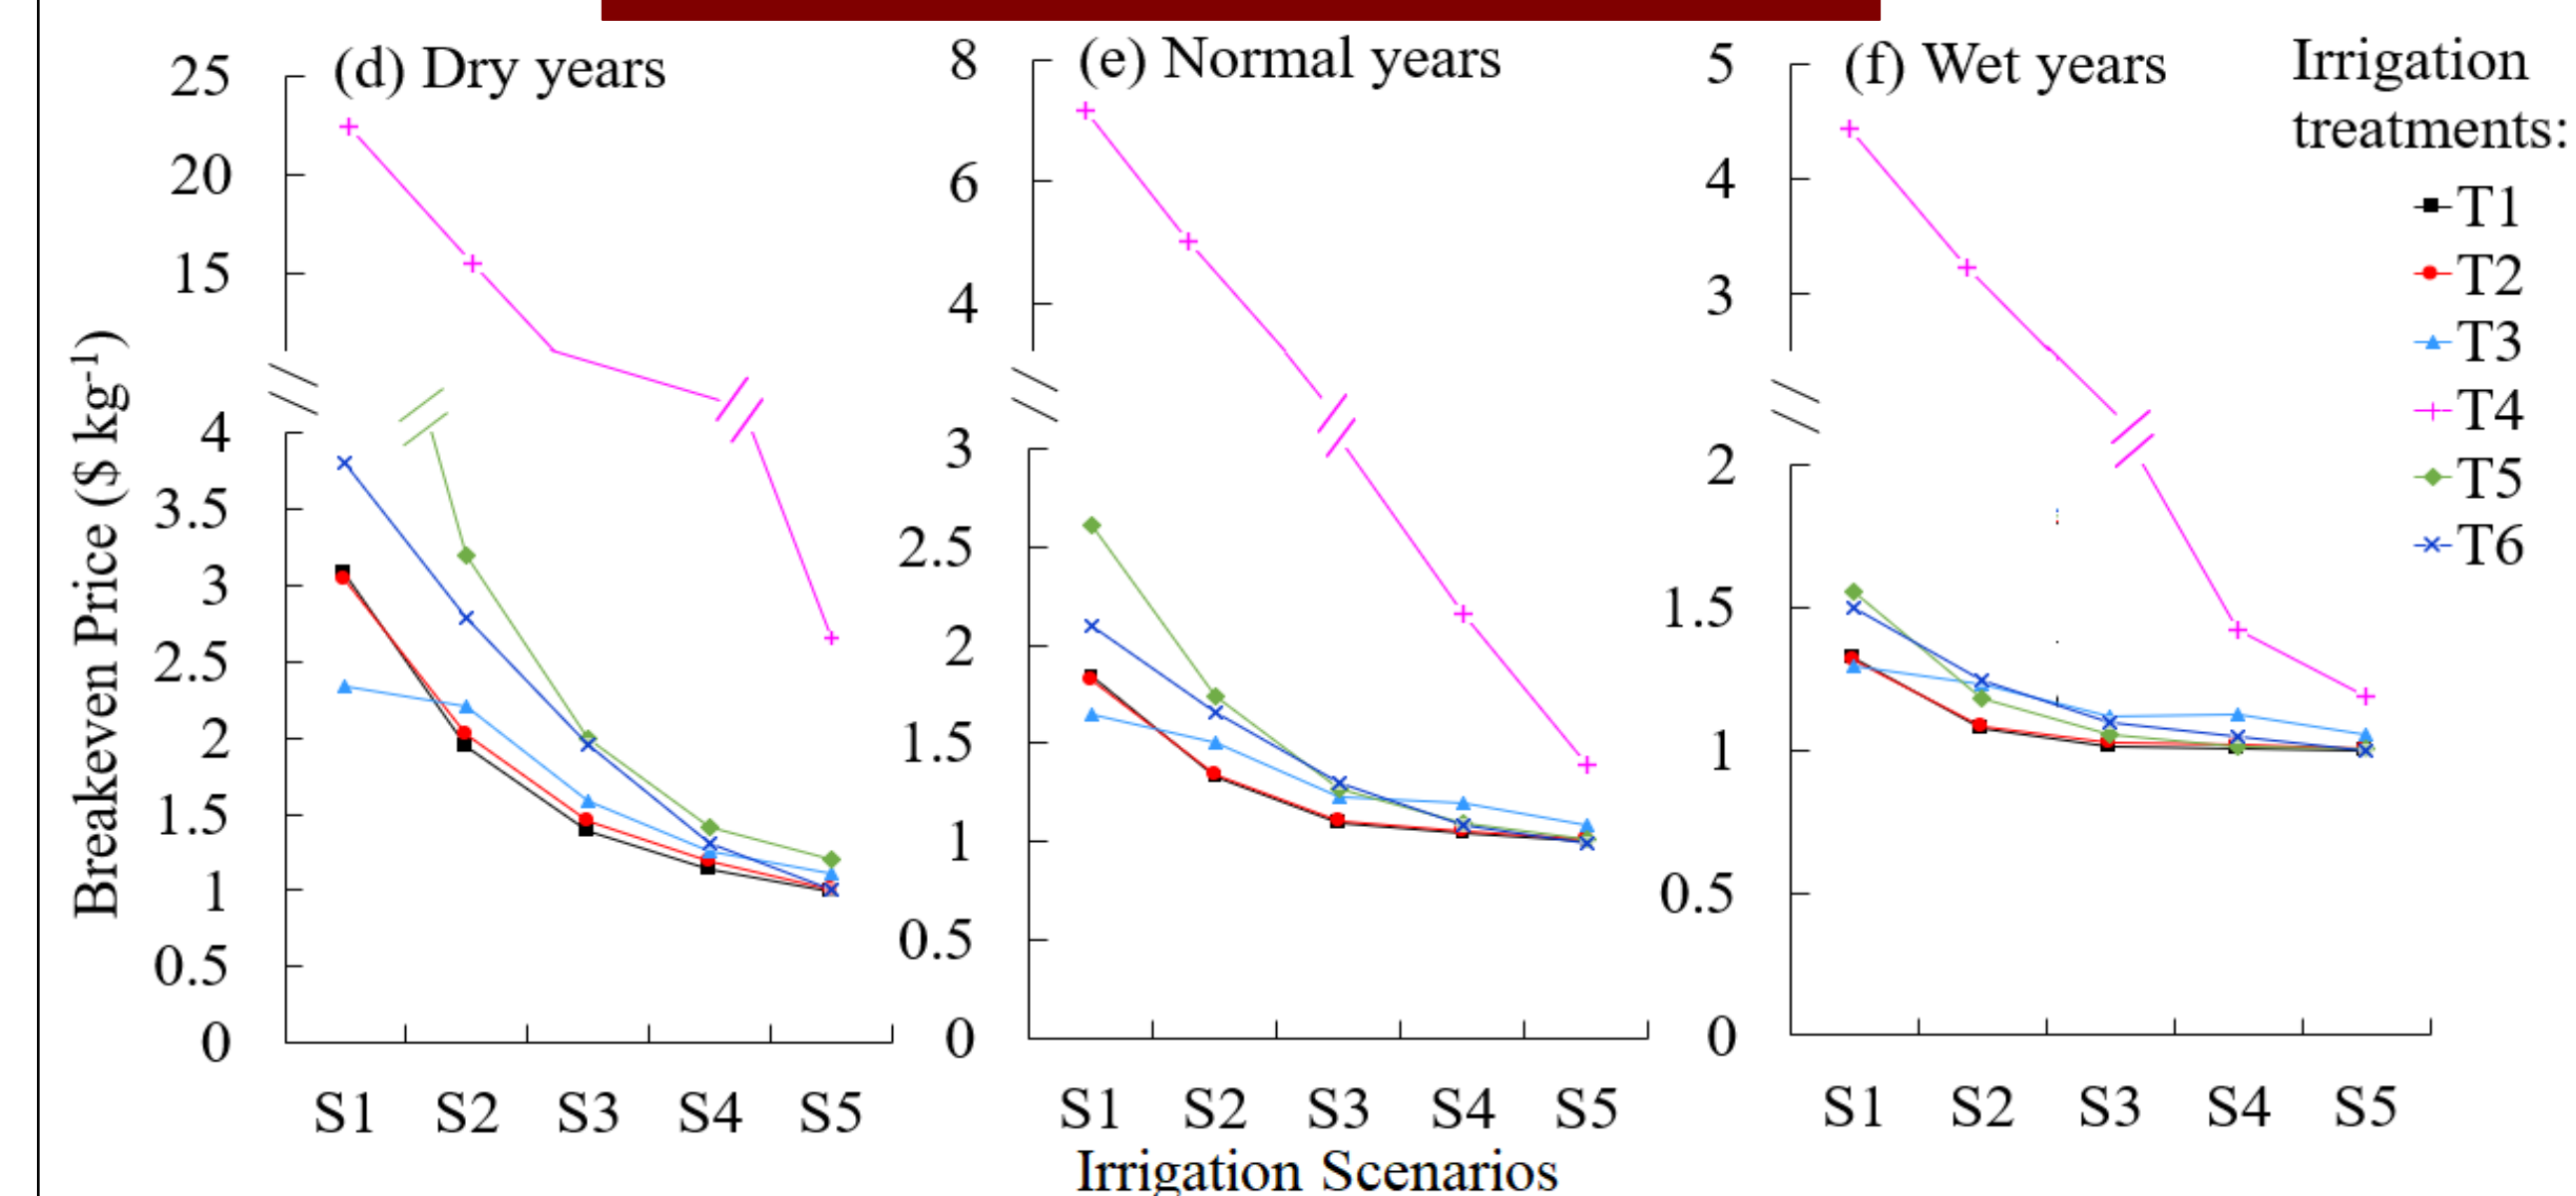 (d) Dry years
25
20
15
4
3.5
3
2.5
2
1.5
1
0.5
0
S1 S2 S3 S4 S5
Breakeven Price ($ kg-1)
(e) Normal years
8
6
4
3
2.5
2
1.5
1
0.5
0
S1 S2 S3 S4 S5
Irrigation Scenarios
(f) Wet years
5
4
3
2
1.5
1
0.5
0
S1 S2 S3 S4 S5
Irrigation
treatments:
T1
T2
T3
T4
T5
T6